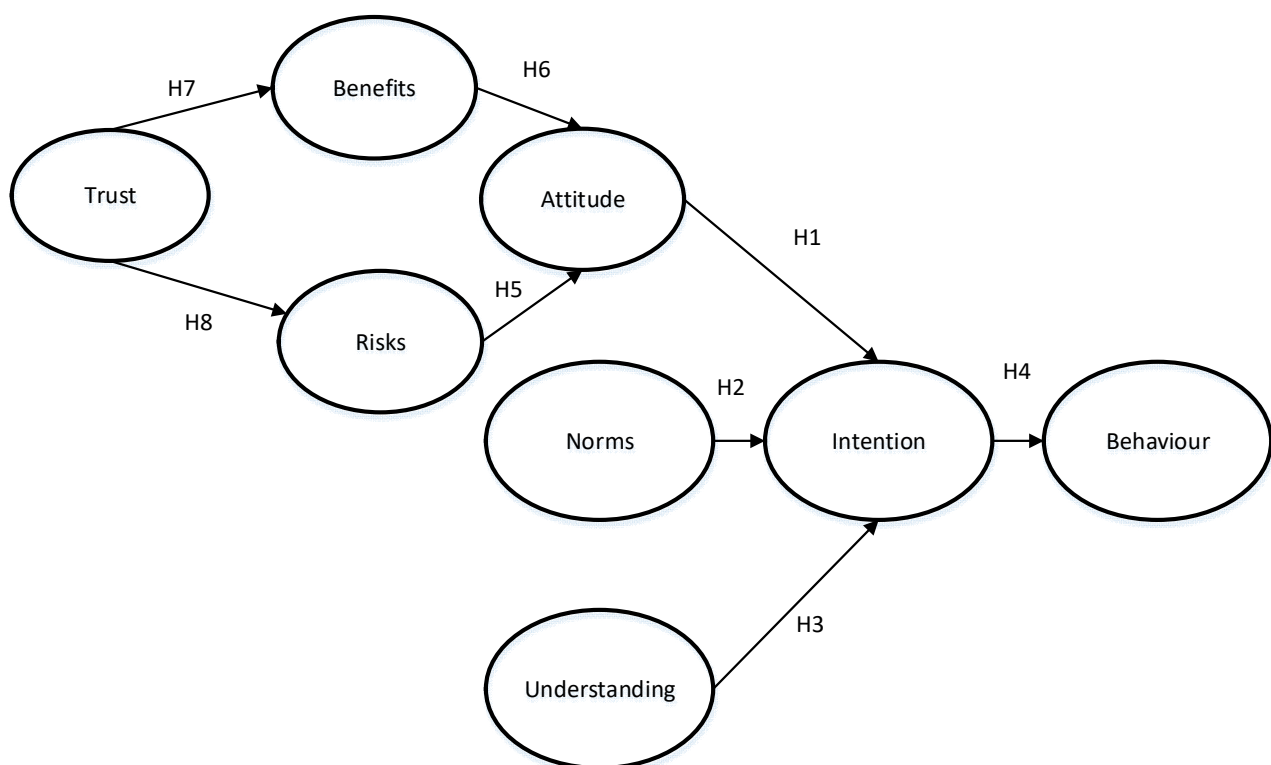 H6
H7
Benefits
Trust
Attitude
H1
H5
H8
Risks
H4
H2
Norms
Intention
Behaviour
H3
Understanding